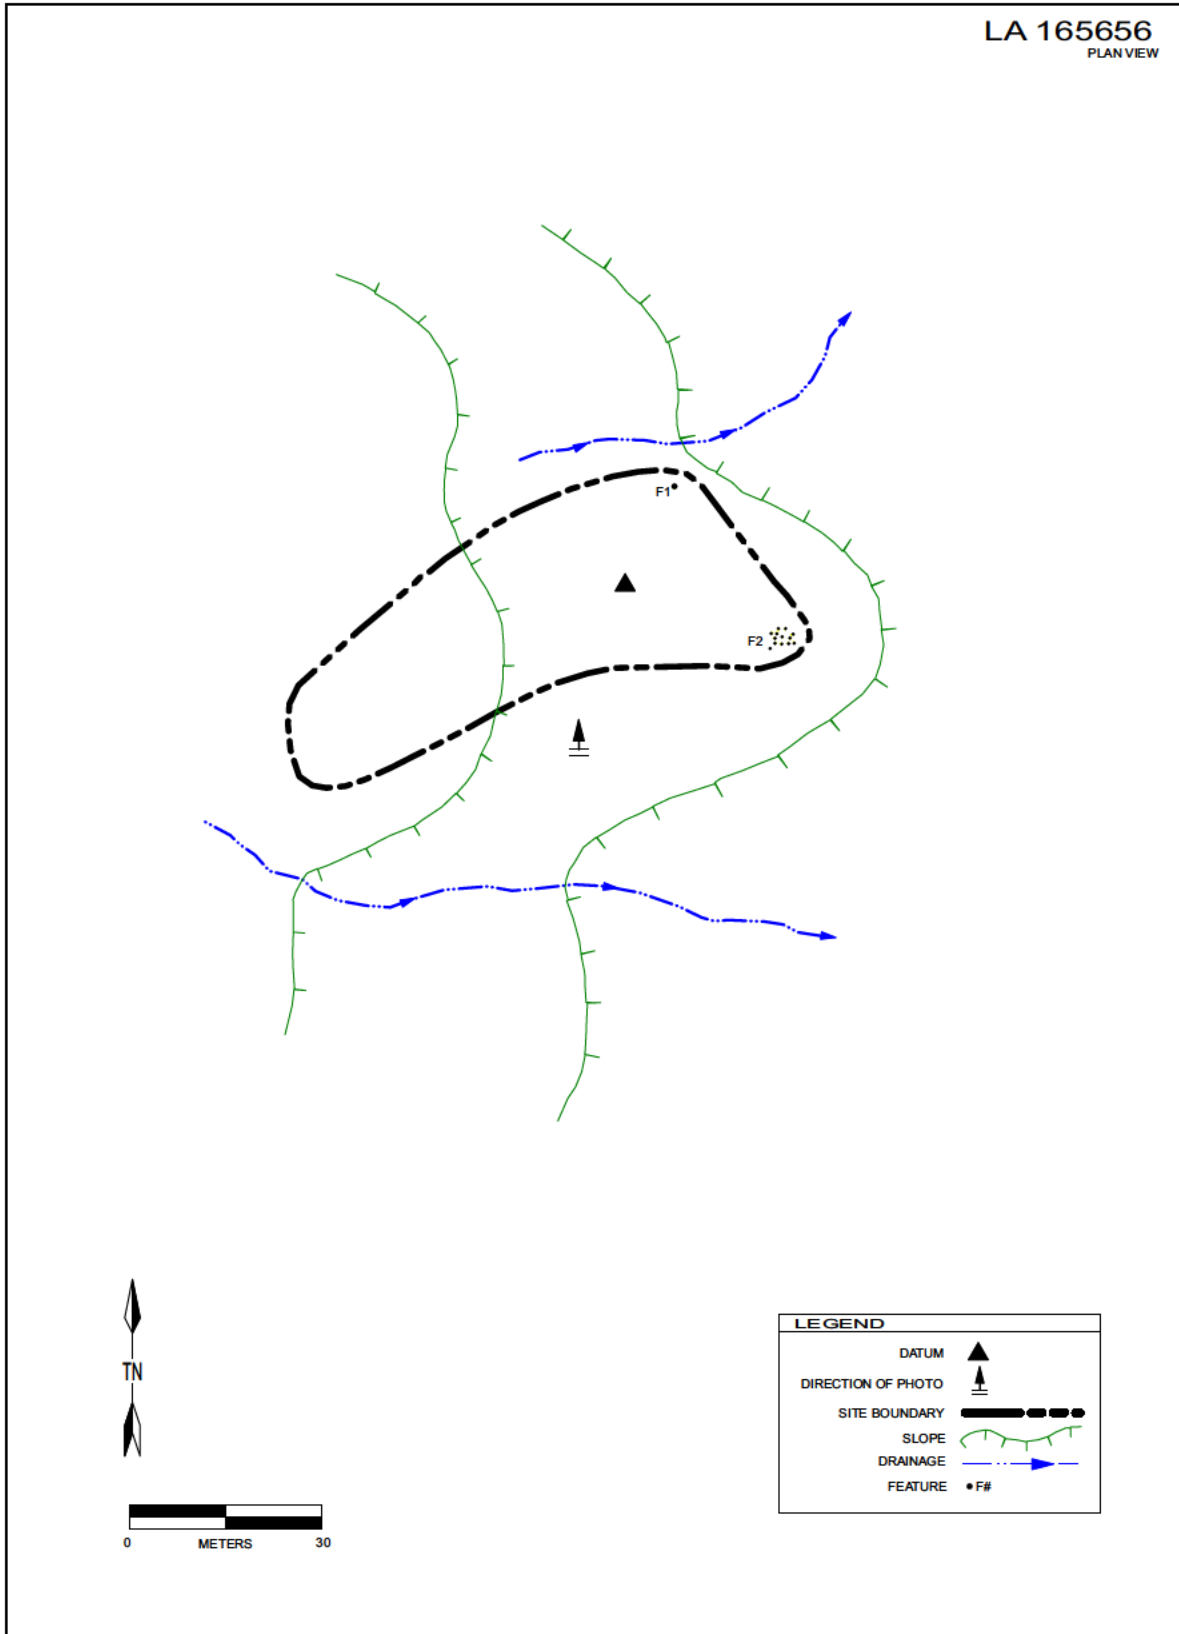 LA 165656
PLAN VIEW
F1
F2
TN
0 METERS 30
LEGEND
DATUM
DIRECTION OF PHOTO
SITE BOUNDARY
SLOPE
DRAINAGE
FEATURE F#